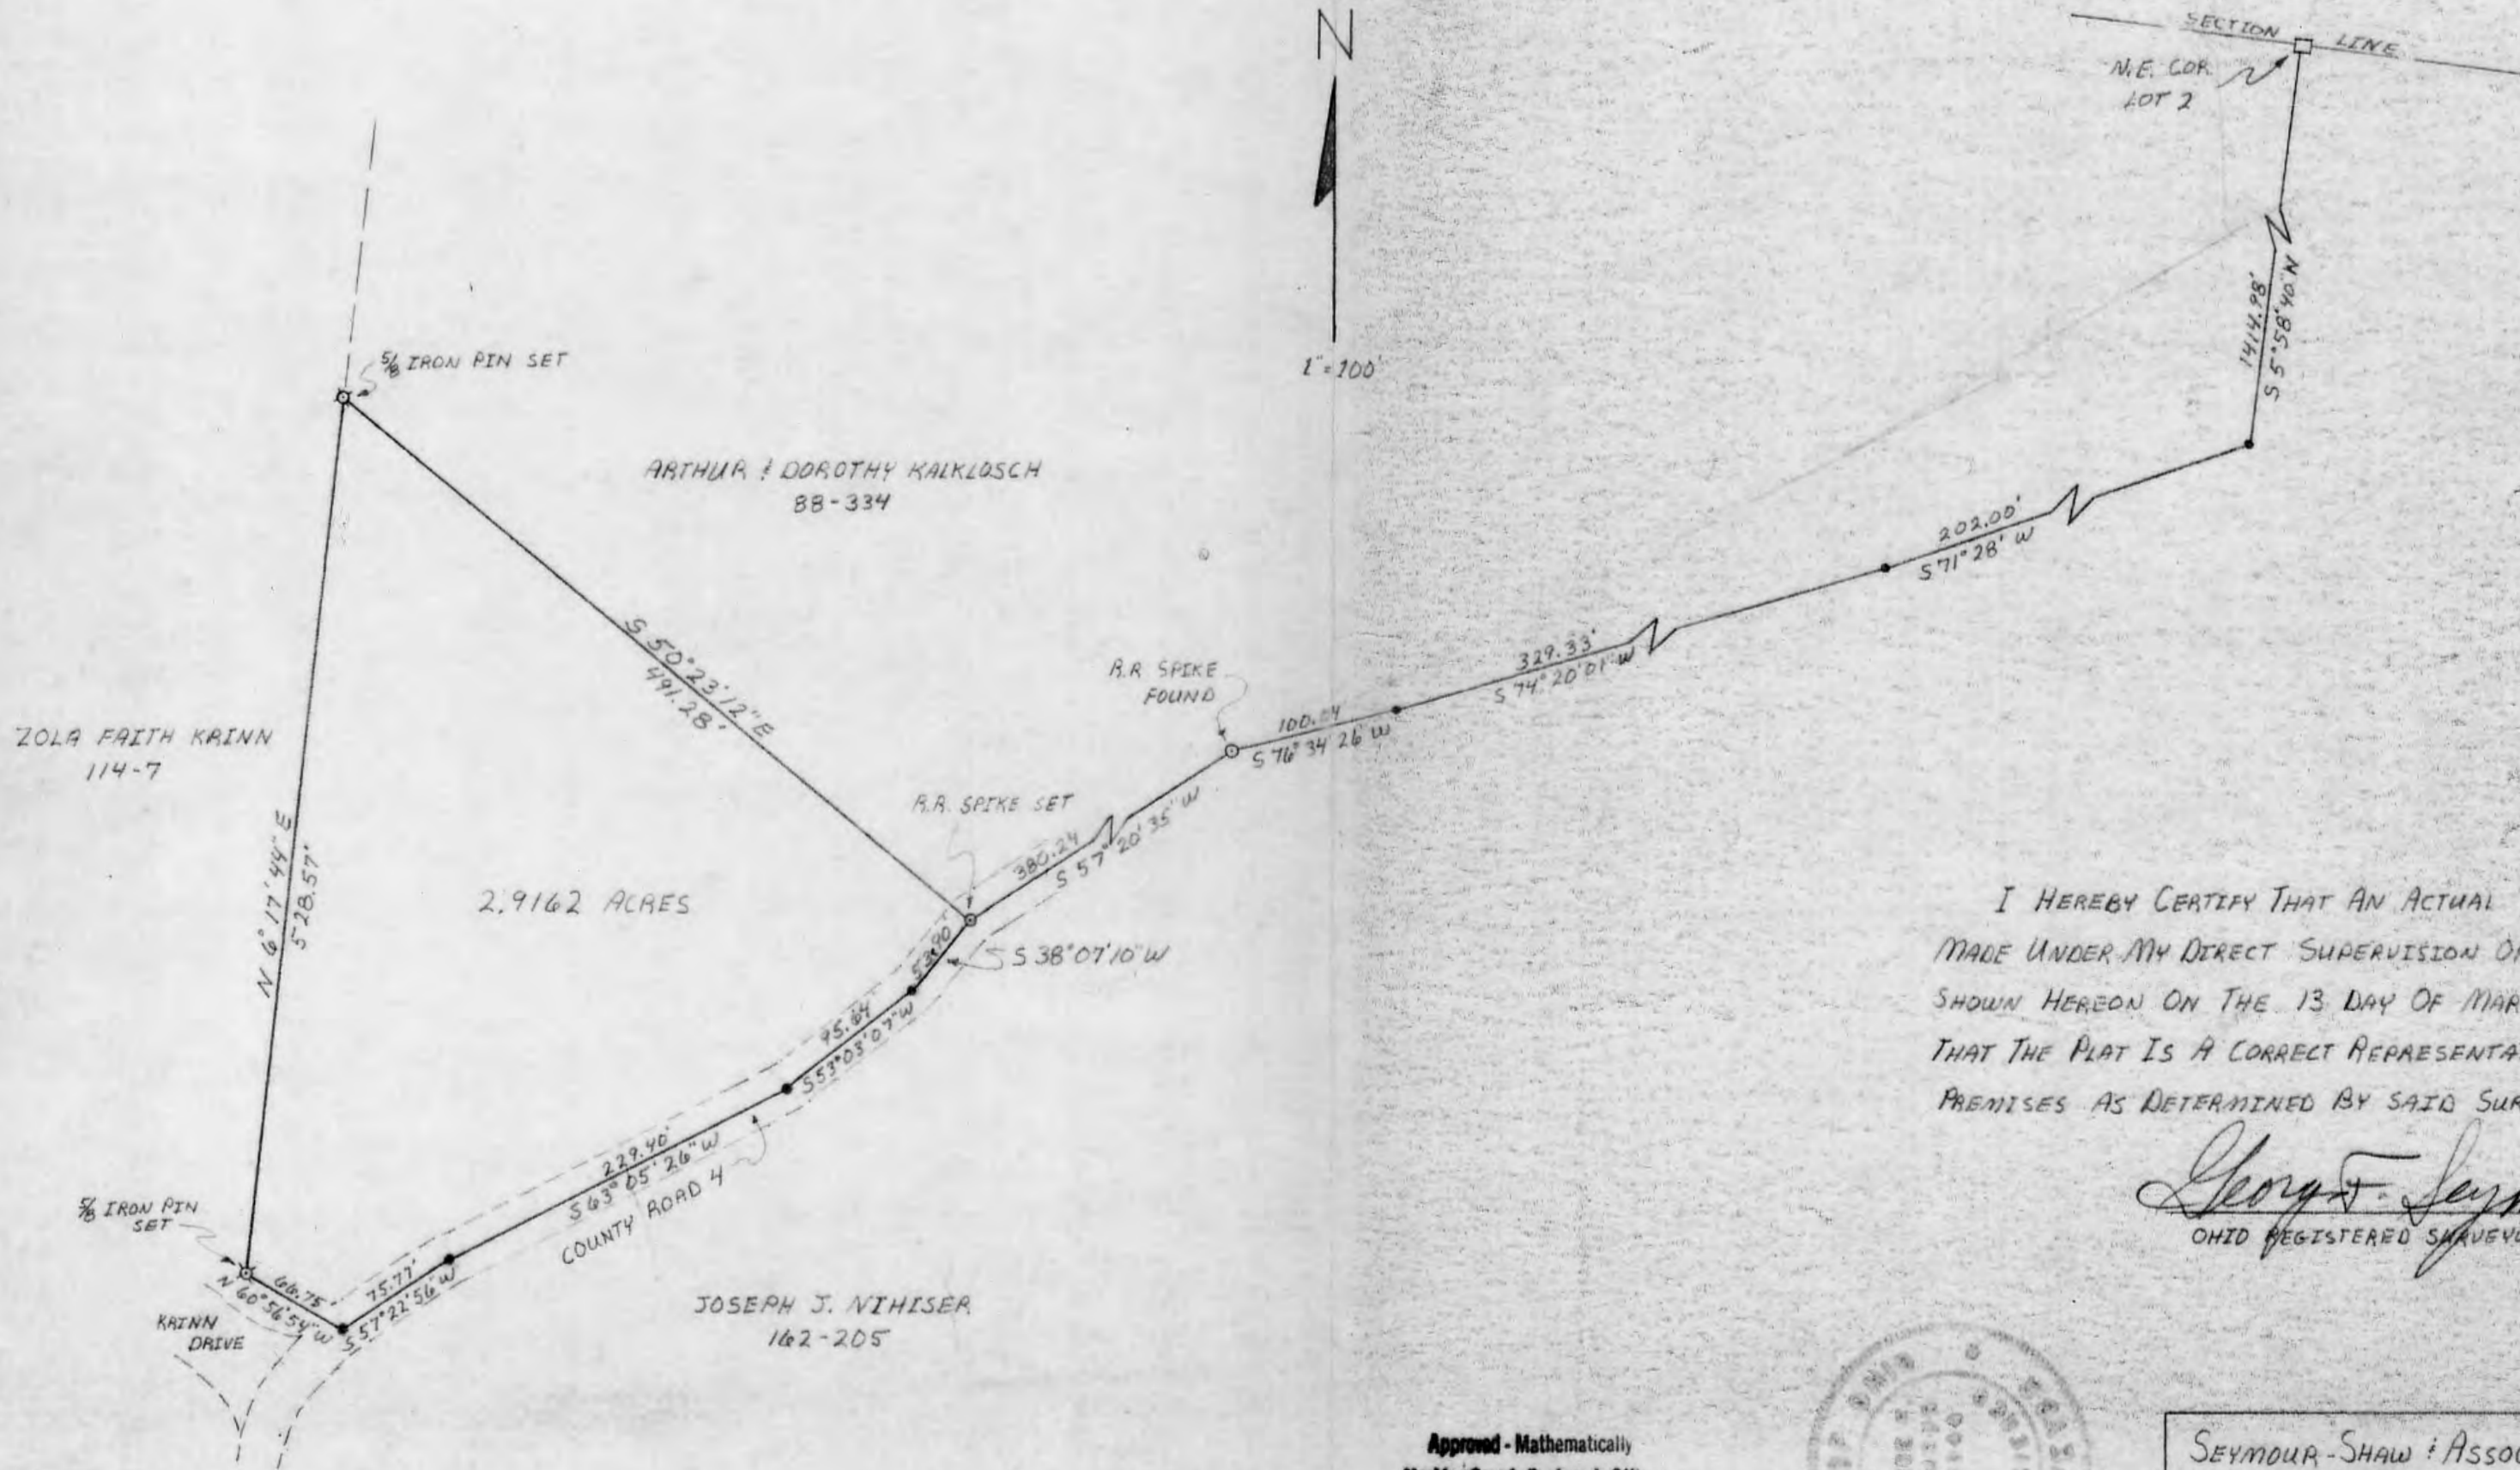 N
1" = 100'
SECTION LINE
N.E. COR.
LOT 2
1414.98'
S 5°58'40" W
202.00'
S 71°28' W
329.33'
S 74°20'01" W
S 76°34'26" W
R.R. SPIKE
FOUND
380.24
S 57°20'35" W
R.R. SPIKE SET
5/8 IRON PIN SET
ARTHUR & DOROTHY KALKLOSCH
88-334
S 50°23'12" E
491.28'
ZOLA FAITH KRINN
114-7
N 6°17'44" E
528.57'
2.9162 ACRES
53.90'
S 38°07'10" W
S 53°03'07" W
229.40'
S 63°05'26" W
COUNTY ROAD 4
5/8 IRON PIN
SET
66.75'
N 60°56'54" W
75.77'
S 57°22'56" W
KRINN
DRIVE
JOSEPH J. NIHISER
162-205
I HEREBY CERTIFY THAT AN ACTUAL
MADE UNDER MY DIRECT SUPERVISION
SHOWN HEREON ON THE 13 DAY OF MAR
THAT THE PLAT IS A CORRECT REPRESENTA
PREMISES AS DETERMINED BY SAID SUR
George F. Seym
OHIO REGISTERED SURVEYO
Approved - Mathematically
SEYMOUR-SHAW & ASSO